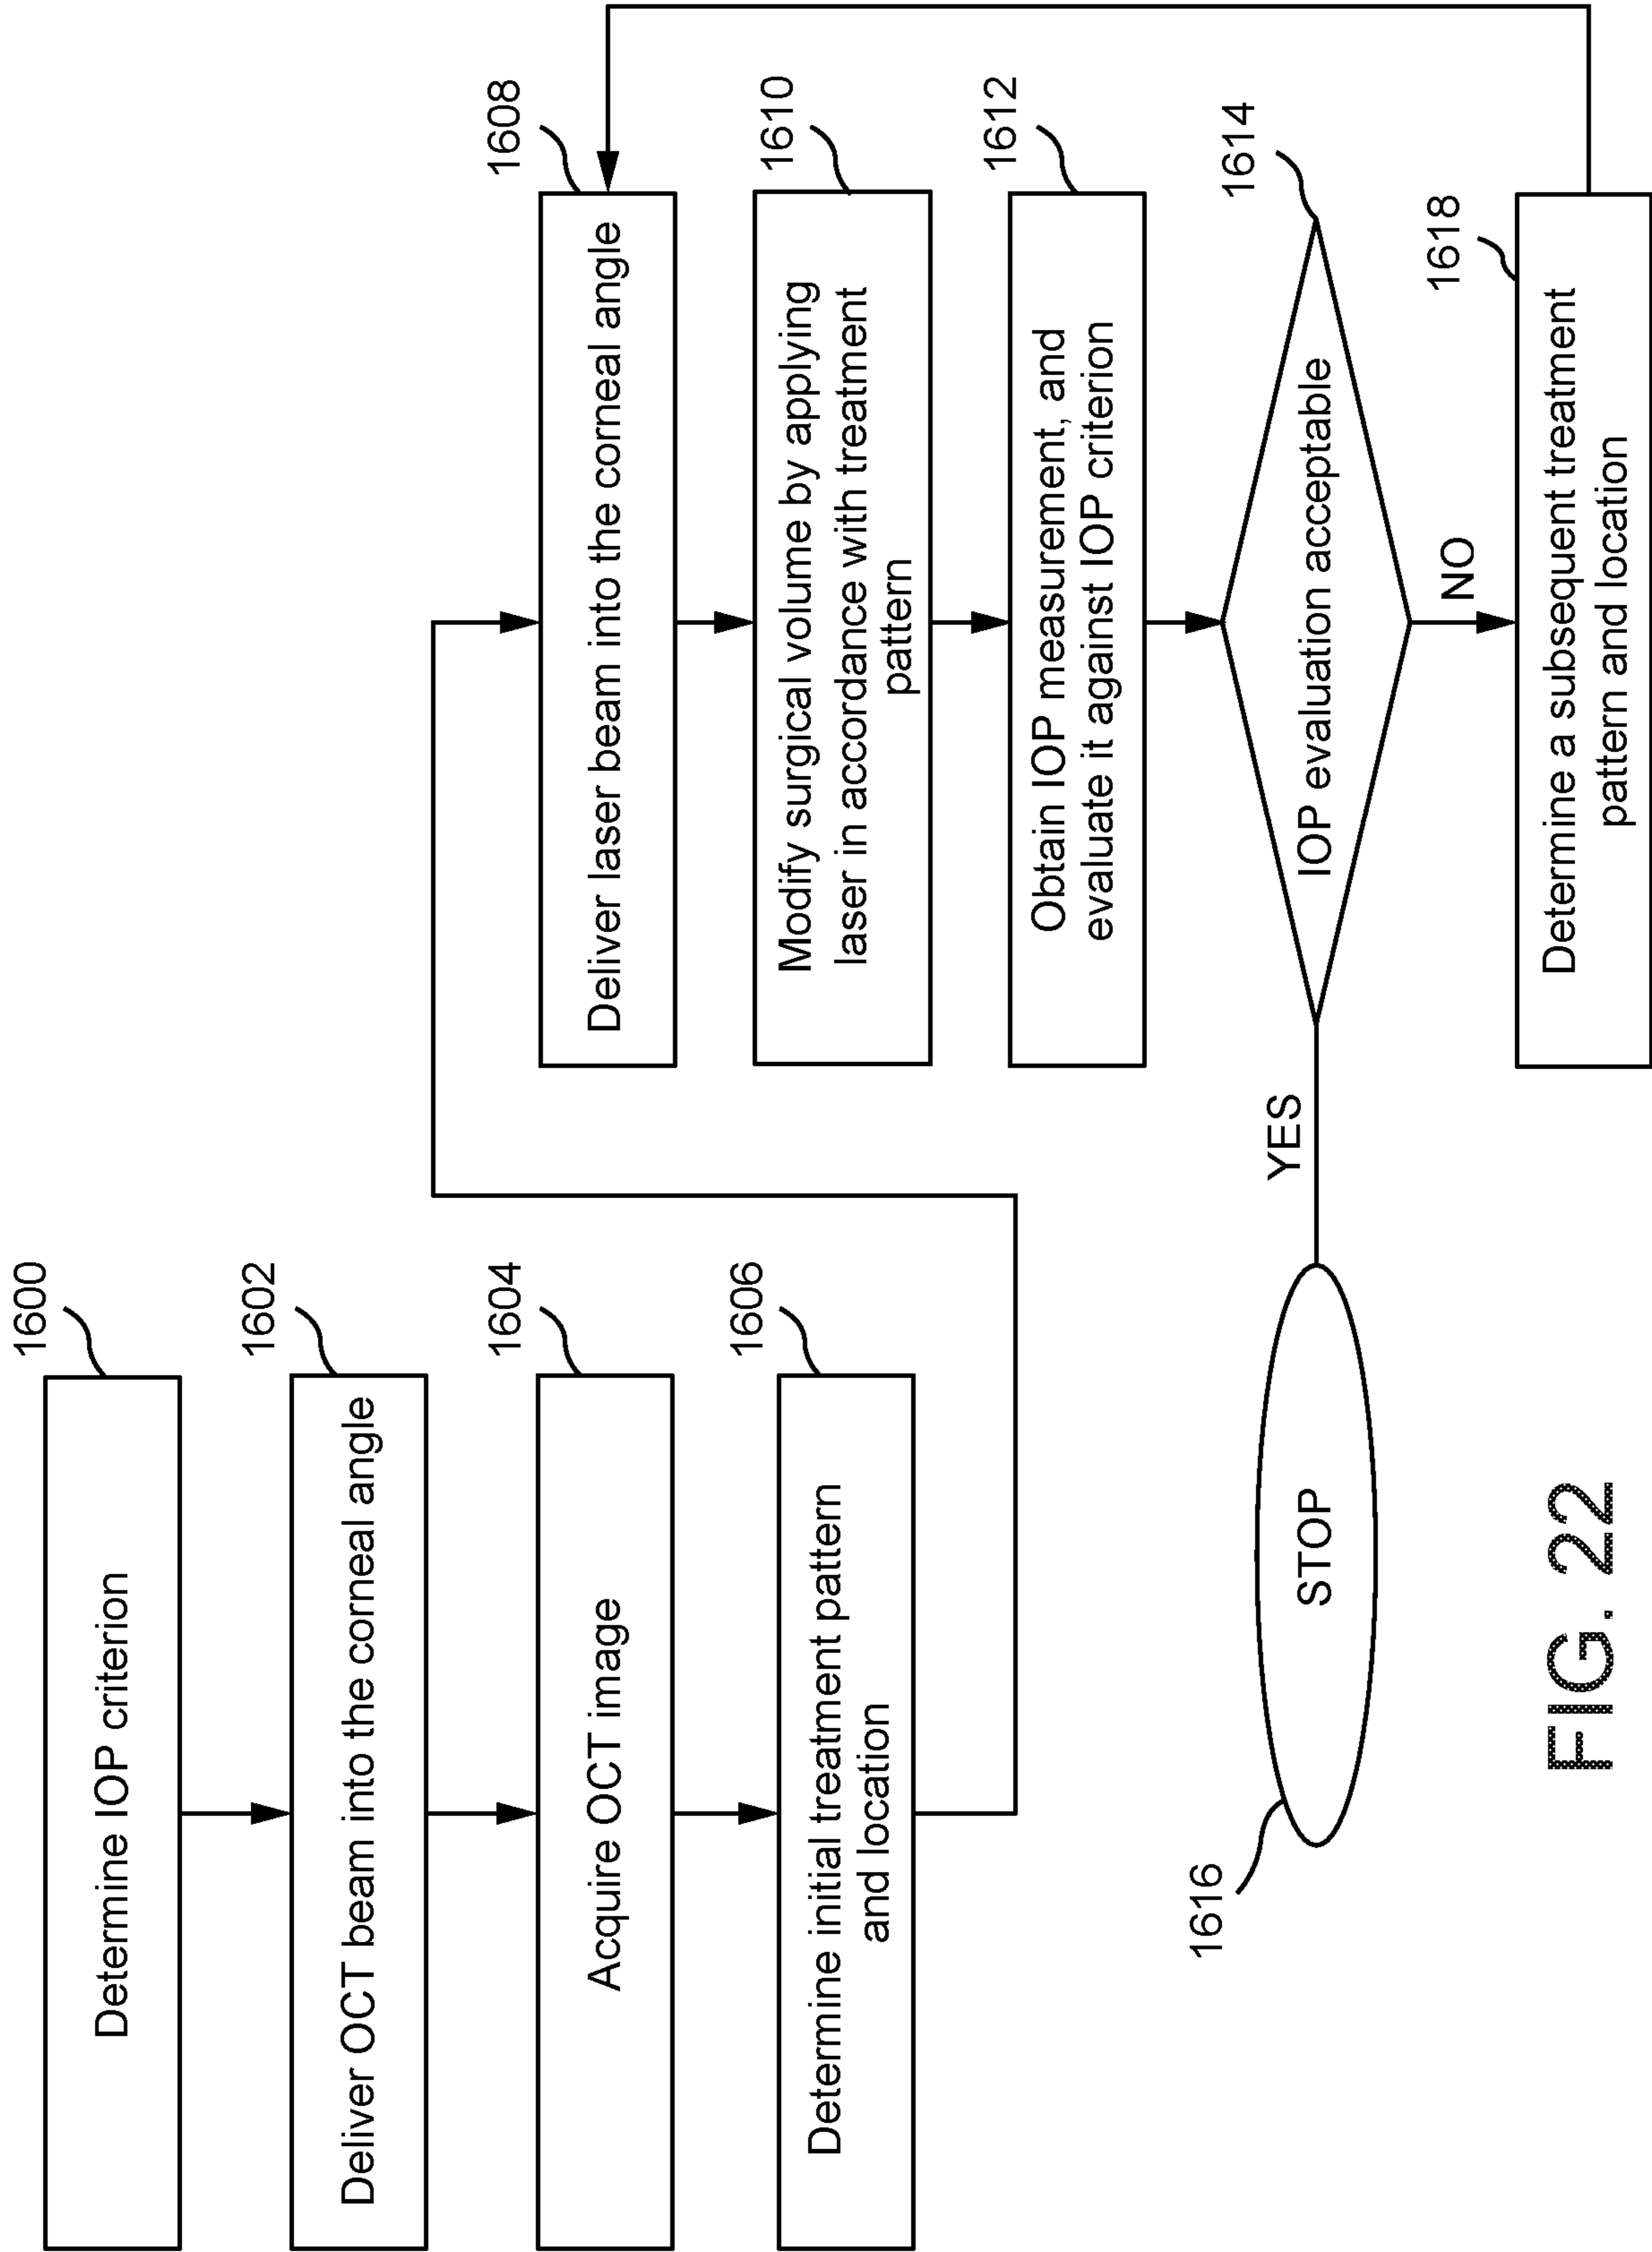 1600
Determine IOP criterion
1602
Deliver OCT beam into the corneal angle
1604
Acquire OCT image
1606
Determine initial treatment pattern
and location
1608
Deliver laser beam into the corneal angle
1610
Modify surgical volume by applying
laser in accordance with treatment
pattern
1612
Obtain IOP measurement, and
evaluate it against IOP criterion
1614
IOP evaluation acceptable
YES
NO
1616
STOP
1618
Determine a subsequent treatment
pattern and location
FIG. 22